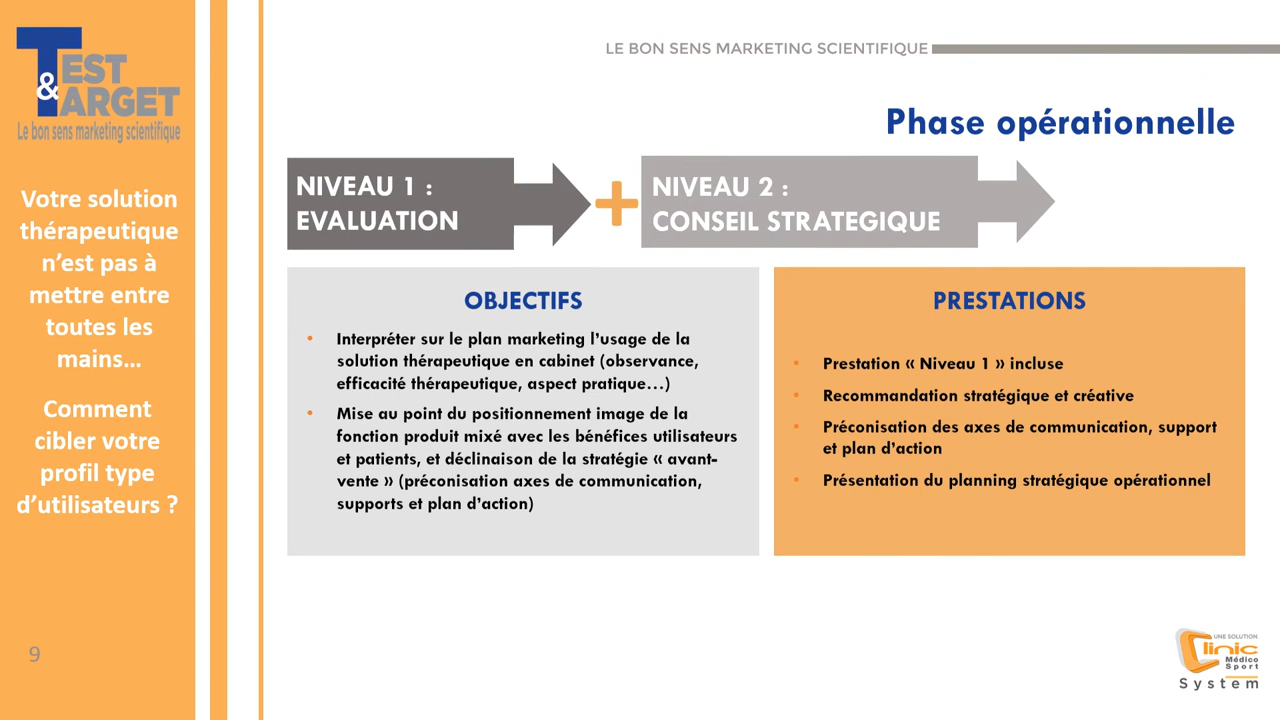 TEST
& TARGET
Le bon sens marketing scientifique
Votre solution
thérapeutique
n’est pas à
mettre entre
toutes les
mains...
Comment
cibler votre
profil type
d’utilisateurs ?
9
LE BON SENS MARKETING SCIENTIFIQUE
Phase opérationnelle
NIVEAU 1 :
EVALUATION
+
NIVEAU 2 :
CONSEIL STRATEGIQUE
OBJECTIFS
• Interpréter sur le plan marketing l’usage de la
solution thérapeutique en cabinet (observance,
efficacité thérapeutique, aspect pratique…)
• Mise au point du positionnement image de la
fonction produit mixé avec les bénéfices utilisateurs
et patients, et déclinaison de la stratégie « avant-
vente » (préconisation axes de communication,
supports et plan d’action)
PRESTATIONS
• Prestation « Niveau 1 » incluse
• Recommandation stratégique et créative
• Préconisation des axes de communication, support
et plan d’action
• Présentation du planning stratégique opérationnel
UNE SOLUTION
Clinic
Médico
Sport
System